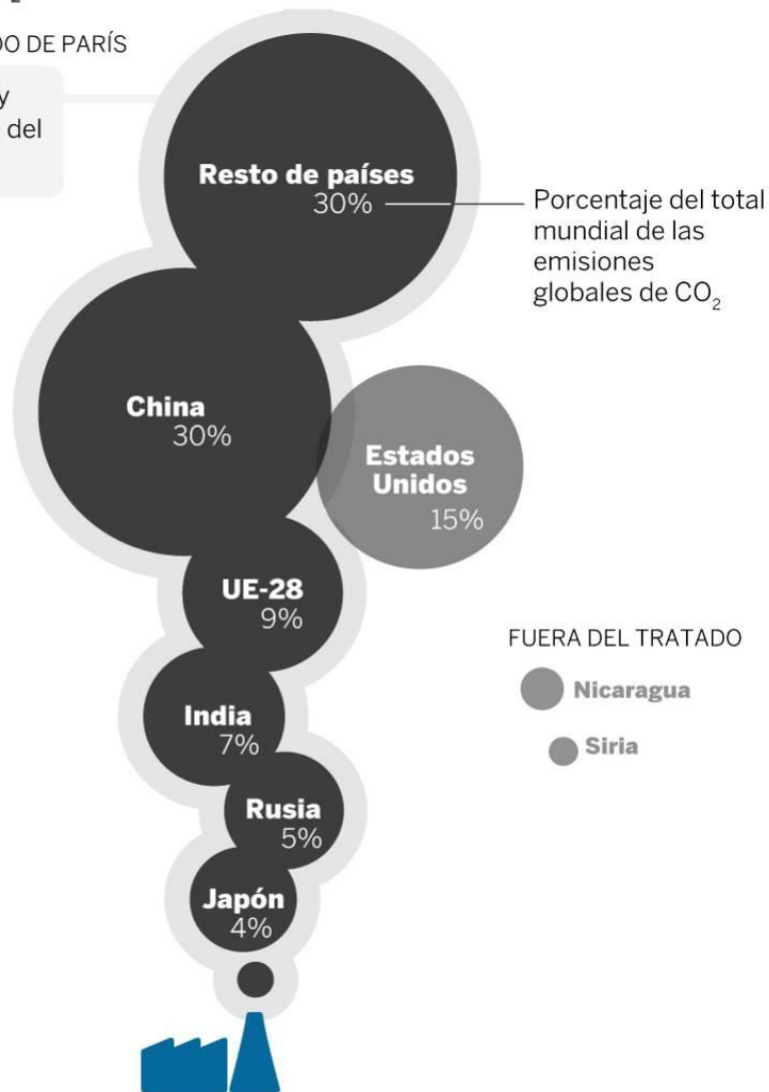 2
DO DE PARÍS
y
del
Resto de países
30%
Porcentaje del total
mundial de las
emisiones
globales de CO₂
China
30%
Estados
Unidos
15%
UE-28
9%
FUERA DEL TRATADO
Nicaragua
India
7%
Siria
Rusia
5%
Japón
4%